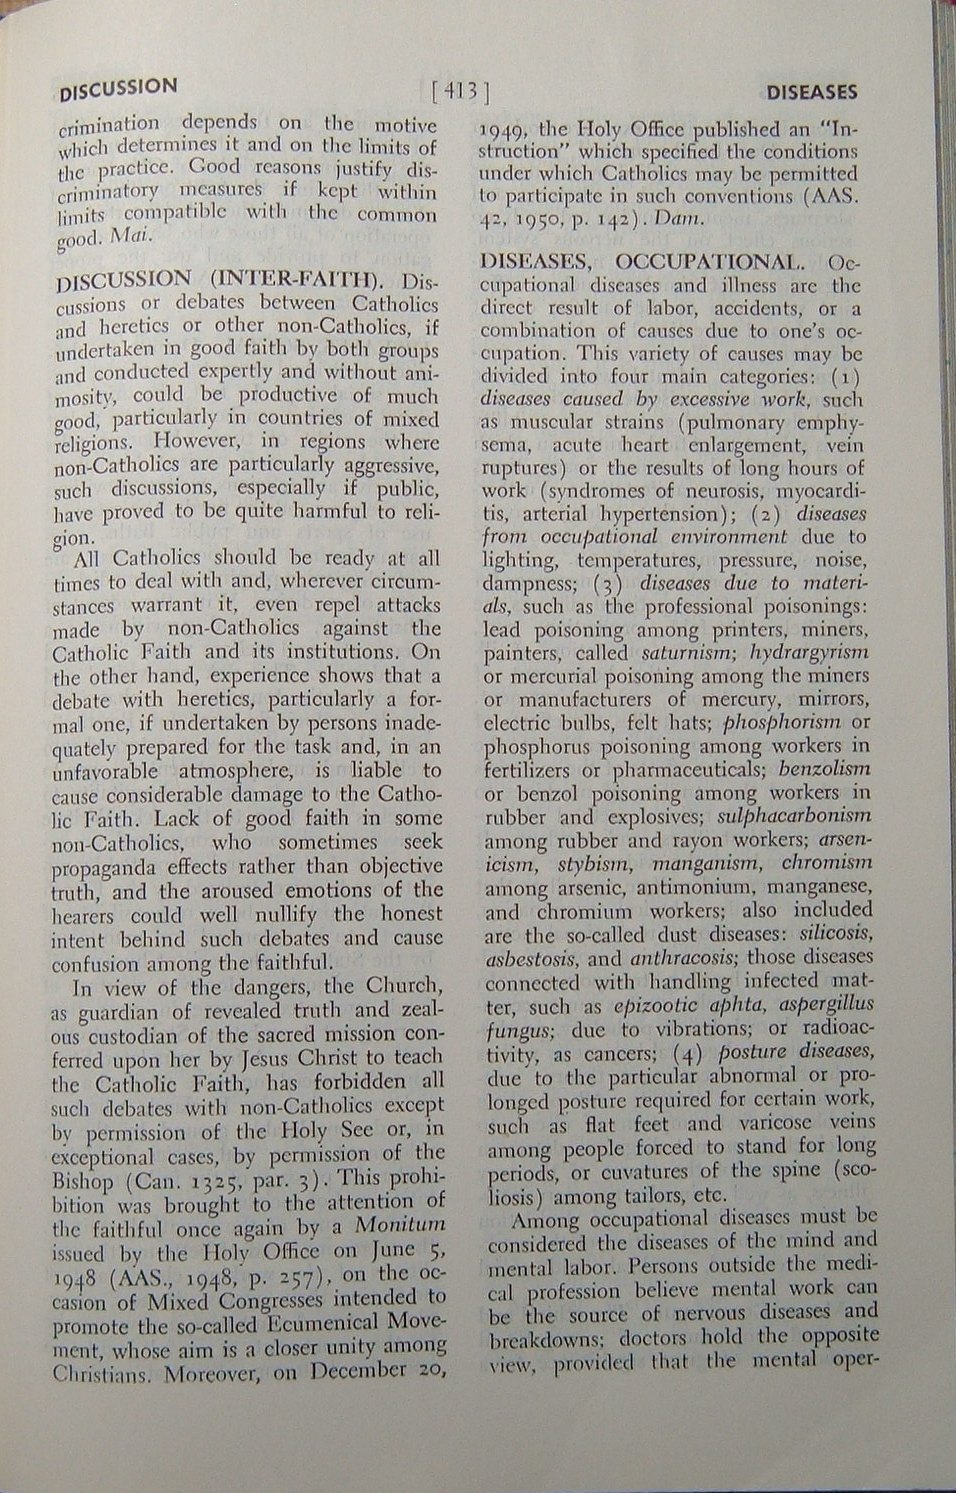 DISCUSSION
[413]
DISEASES
crimination depends on the motive
which determines it and on the limits of
the practice. Good reasons justify dis-
criminatory measures if kept within
limits compatible with the common
good. Mai.
DISCUSSION (INTER-FAITH). Dis-
cussions or debates between Catholics
and heretics or other non-Catholics, if
undertaken in good faith by both groups
and conducted expertly and without ani-
mosity, could be productive of much
good, particularly in countries of mixed
religions. However, in regions where
non-Catholics are particularly aggressive,
such discussions, especially if public,
have proved to be quite harmful to reli-
gion.
All Catholics should be ready at all
times to deal with and, wherever circum-
stances warrant it, even repel attacks
made by non-Catholics against the
Catholic Faith and its institutions. On
the other hand, experience shows that a
debate with heretics, particularly a for-
mal one, if undertaken by persons inade-
quately prepared for the task and, in an
unfavorable atmosphere, is liable to
cause considerable damage to the Catho-
lic Faith. Lack of good faith in some
non-Catholics, who sometimes seek
propaganda effects rather than objective
truth, and the aroused emotions of the
hearers could well nullify the honest
intent behind such debates and cause
confusion among the faithful.
In view of the dangers, the Church,
as guardian of revealed truth and zeal-
ous custodian of the sacred mission con-
ferred upon her by Jesus Christ to teach
the Catholic Faith, has forbidden all
such debates with non-Catholics except
by permission of the Holy See or, in
exceptional cases, by permission of the
Bishop (Can. 1325, par. 3). This prohi-
bition was brought to the attention of
the faithful once again by a Monitum
issued by the Holy Office on June 5,
1948 (AAS., 1948, p. 257), on the oc-
casion of Mixed Congresses intended to
promote the so-called Ecumenical Move-
ment, whose aim is a closer unity among
Christians. Moreover, on December 20,
1949, the Holy Office published an "In-
struction" which specified the conditions
under which Catholics may be permitted
to participate in such conventions (AAS.
42, 1950, p. 142). Dam.
DISEASES, OCCUPATIONAL. Oc-
cupational diseases and illness are the
direct result of labor, accidents, or a
combination of causes due to one's oc-
cupation. This variety of causes may be
divided into four main categories: (1)
diseases caused by excessive work, such
as muscular strains (pulmonary emphy-
sema, acute heart enlargement, vein
ruptures) or the results of long hours of
work (syndromes of neurosis, myocardi-
tis, arterial hypertension); (2) diseases
from occupational environment due to
lighting, temperatures, pressure, noise,
dampness; (3) diseases due to materi-
als, such as the professional poisonings:
lead poisoning among printers, miners,
painters, called saturnism; hydrargyrism
or mercurial poisoning among the miners
or manufacturers of mercury, mirrors,
electric bulbs, felt hats; phosphorism or
phosphorus poisoning among workers in
fertilizers or pharmaceuticals; benzolism
or benzol poisoning among workers in
rubber and explosives; sulphacarbonism
among rubber and rayon workers; arsen-
icism, stybism, manganism, chromism
among arsenic, antimonium, manganese,
and chromium workers; also included
are the so-called dust diseases: silicosis,
asbestosis, and anthracosis; those diseases
connected with handling infected mat-
ter, such as epizootic aphta, aspergillus
fungus; due to vibrations; or radioac-
tivity, as cancers; (4) posture diseases,
due to the particular abnormal or pro-
longed posture required for certain work,
such as flat feet and varicose veins
among people forced to stand for long
periods, or cuvatures of the spine (sco-
liosis) among tailors, etc.
Among occupational diseases must be
considered the diseases of the mind and
mental labor. Persons outside the medi-
cal profession believe mental work can
be the source of nervous diseases and
breakdowns; doctors hold the opposite
view, provided that the mental oper-